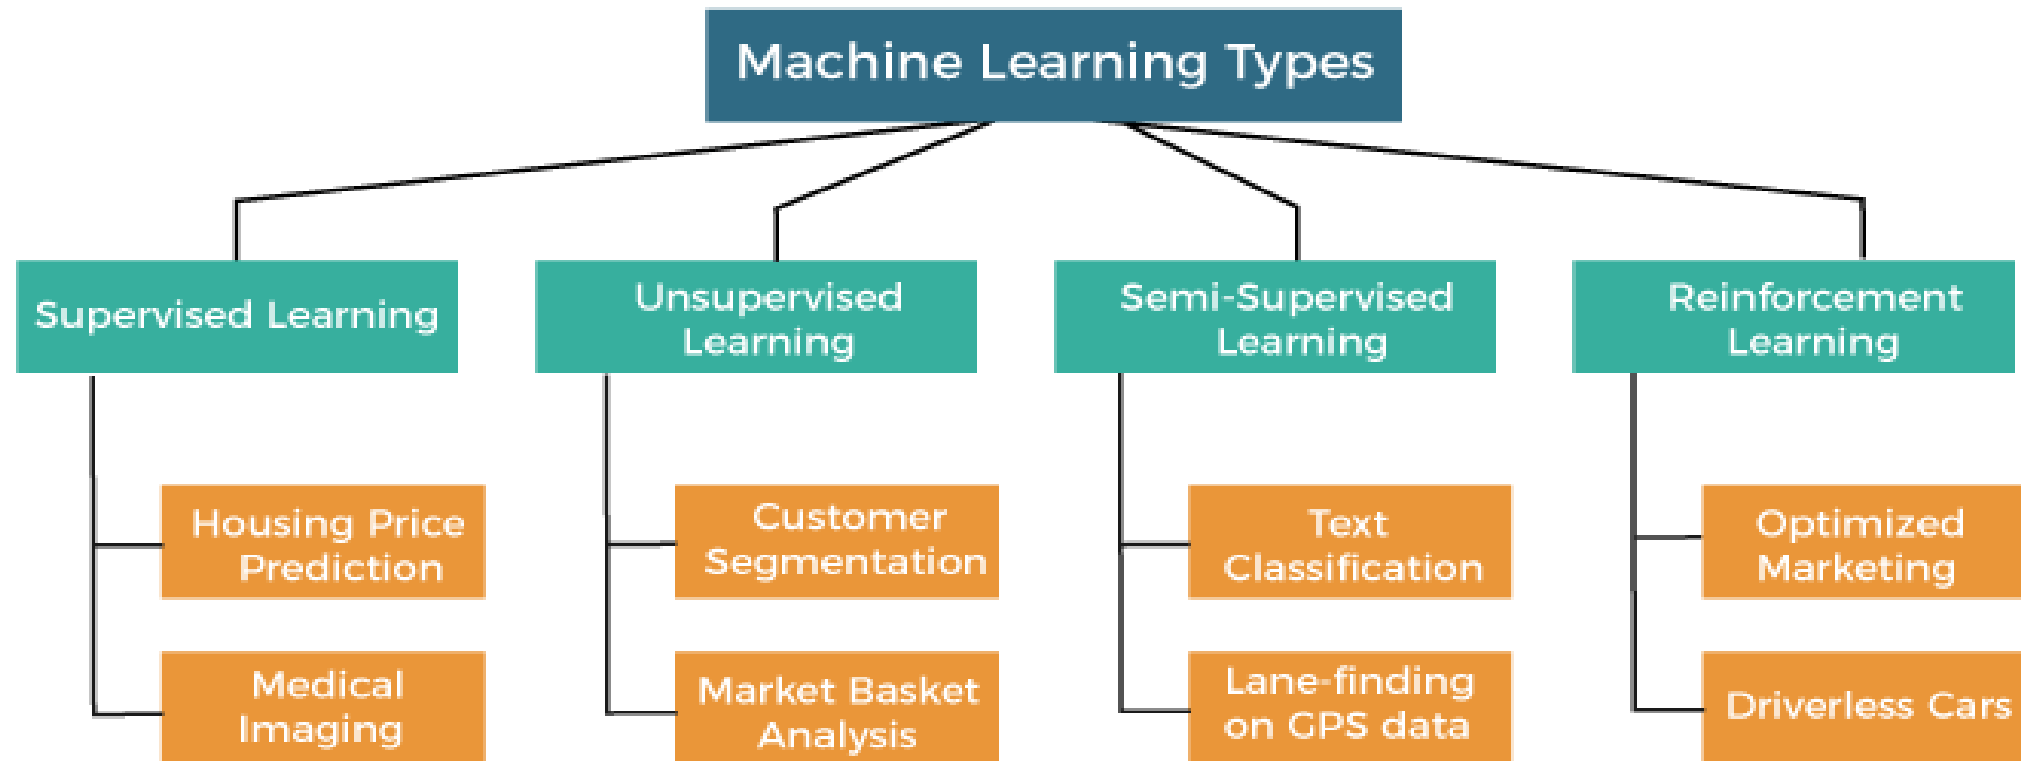 Machine Learning Types
Supervised Learning
Unsupervised
Learning
Semi-Supervised
Learning
Reinforcement
Learning
Housing Price
Prediction
Customer
Segmentation
Text
Classification
Optimized
Marketing
Medical
Imaging
Market Basket
Analysis
Lane-finding
on GPS data
Driverless Cars